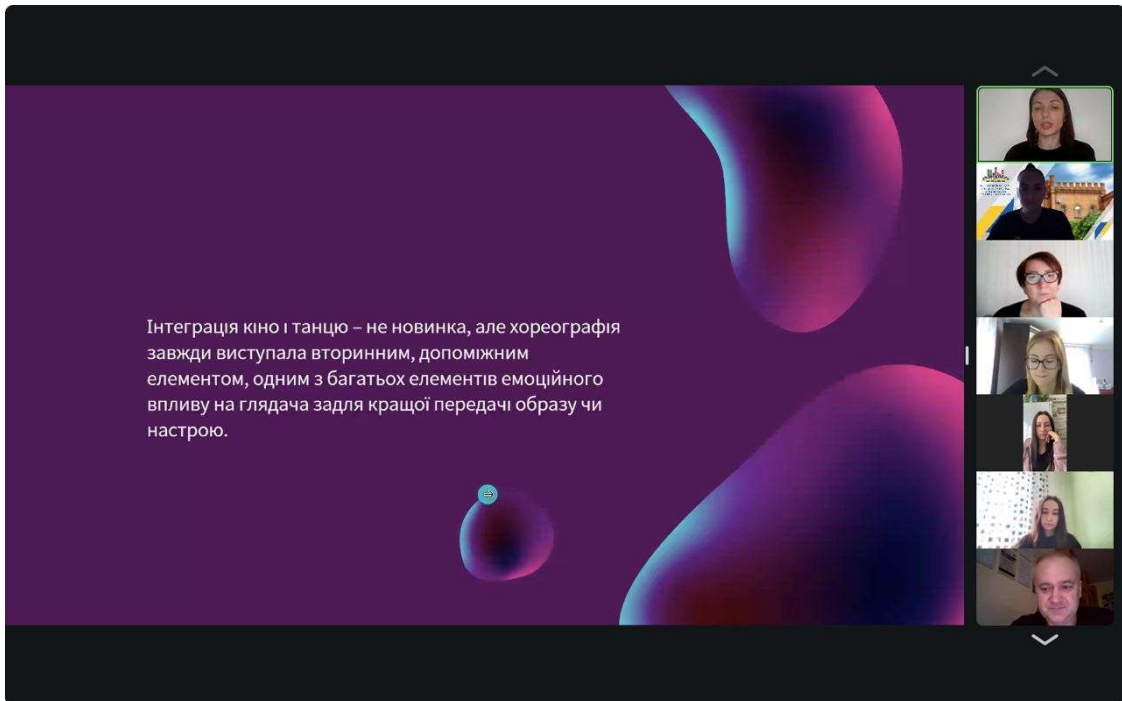 Інтеграція кіно і танцю – не новинка, але хореографія
завжди виступала вторинним, допоміжним
елементом, одним з багатьох елементів емоційного
впливу на глядача задля кращої передачі образу чи
настрою.